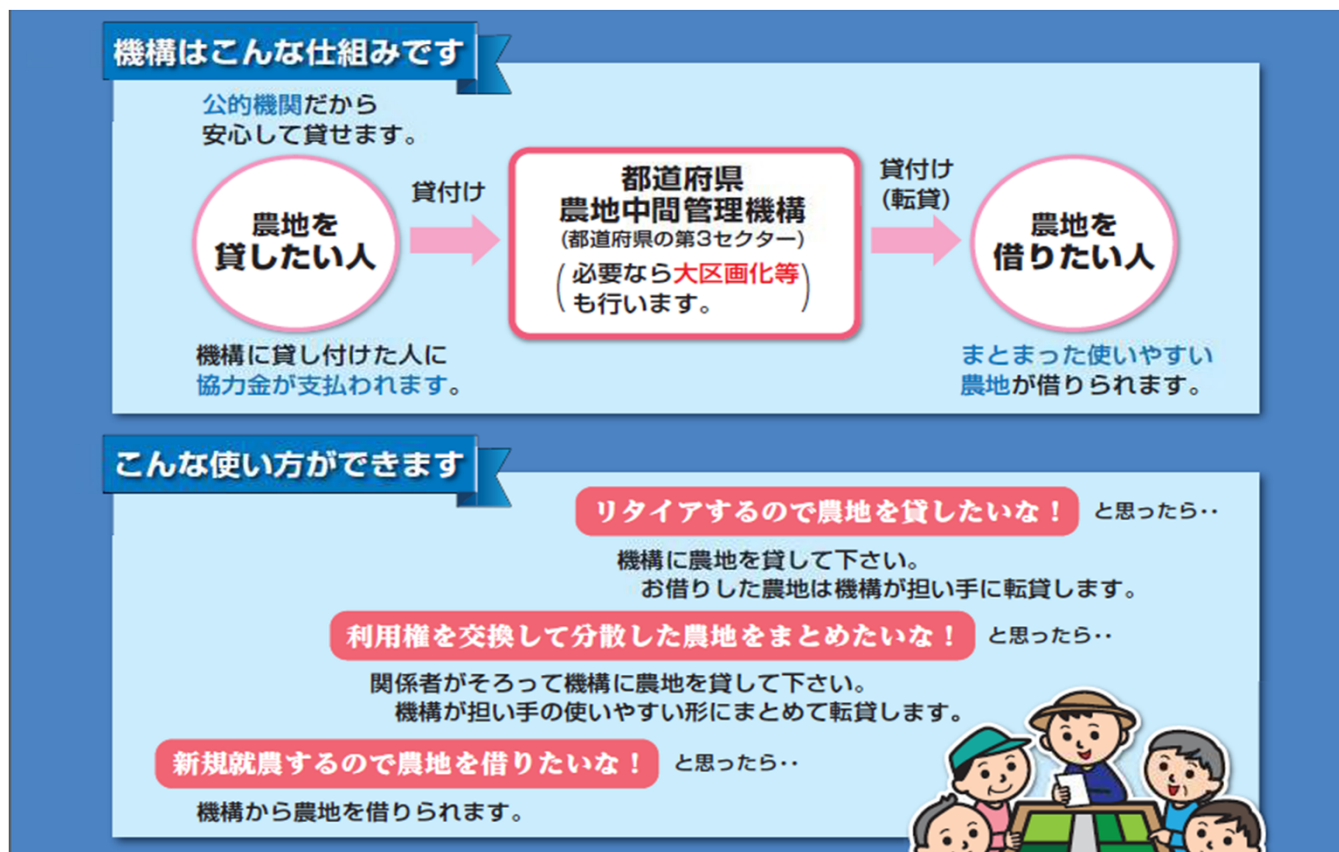 機構はこんな仕組みです
公的機関だから
安心して貸せます。
農地を
貸したい人
貸付け
都道府県
農地中間管理機構
(都道府県の第3セクター)
(必要なら大区画化等
も行います。)
貸付け
(転貸)
農地を
借りたい人
機構に貸し付けた人に
協力金が支払われます。
まとまった使いやすい
農地が借りられます。
こんな使い方ができます
リタイアするので農地を貸したいな！ と思ったら‥
機構に農地を貸して下さい。
お借りした農地は機構が担い手に転貸します。
利用権を交換して分散した農地をまとめたいな！ と思ったら‥
関係者がそろって機構に農地を貸して下さい。
機構が担い手の使いやすい形にまとめて転貸します。
新規就農するので農地を借りたいな！ と思ったら‥
機構から農地を借りられます。